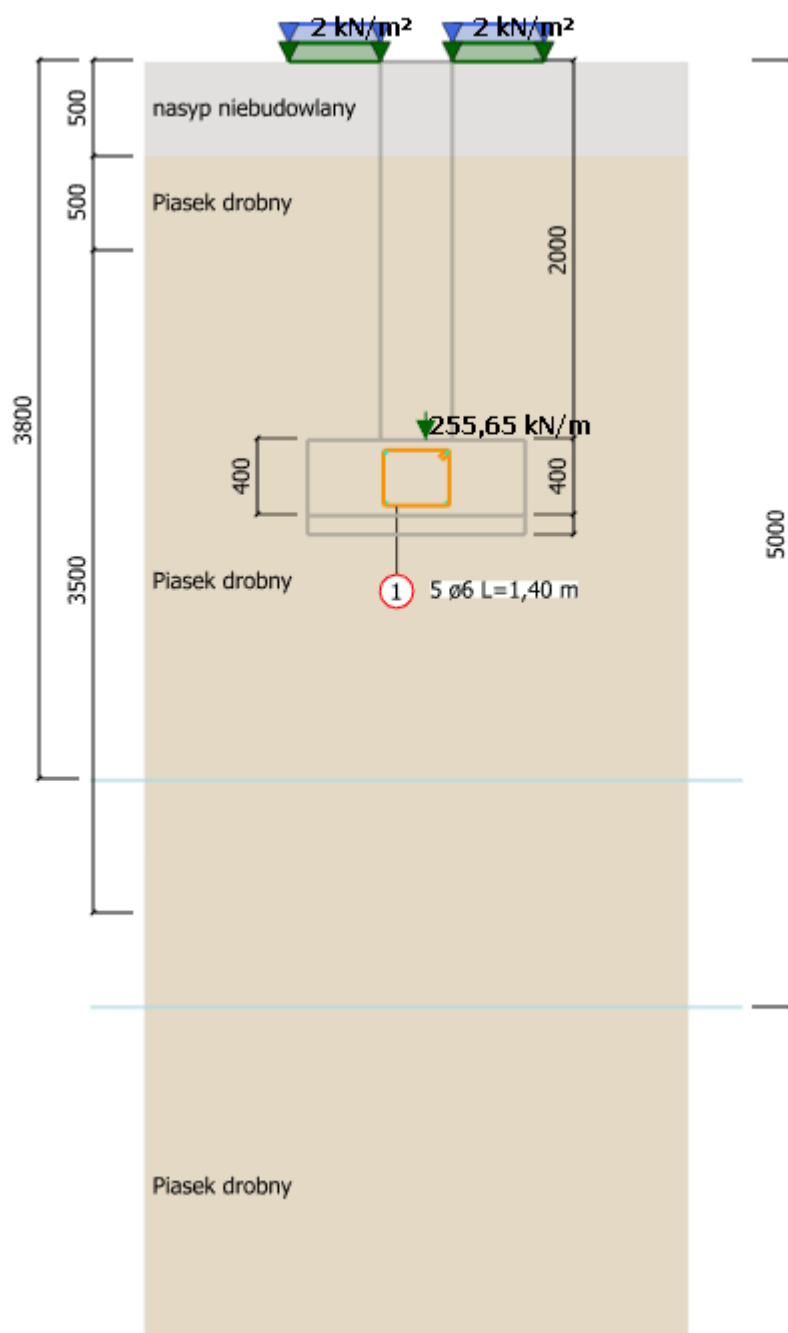 2 kN/m² 2 kN/m²
500
nasyp niebudowlany
500
Piasek drobny
2000
3800
255,65 kN/m
400
400
5000
3500
Piasek drobny
1 5 ø6 L=1,40 m
Piasek drobny